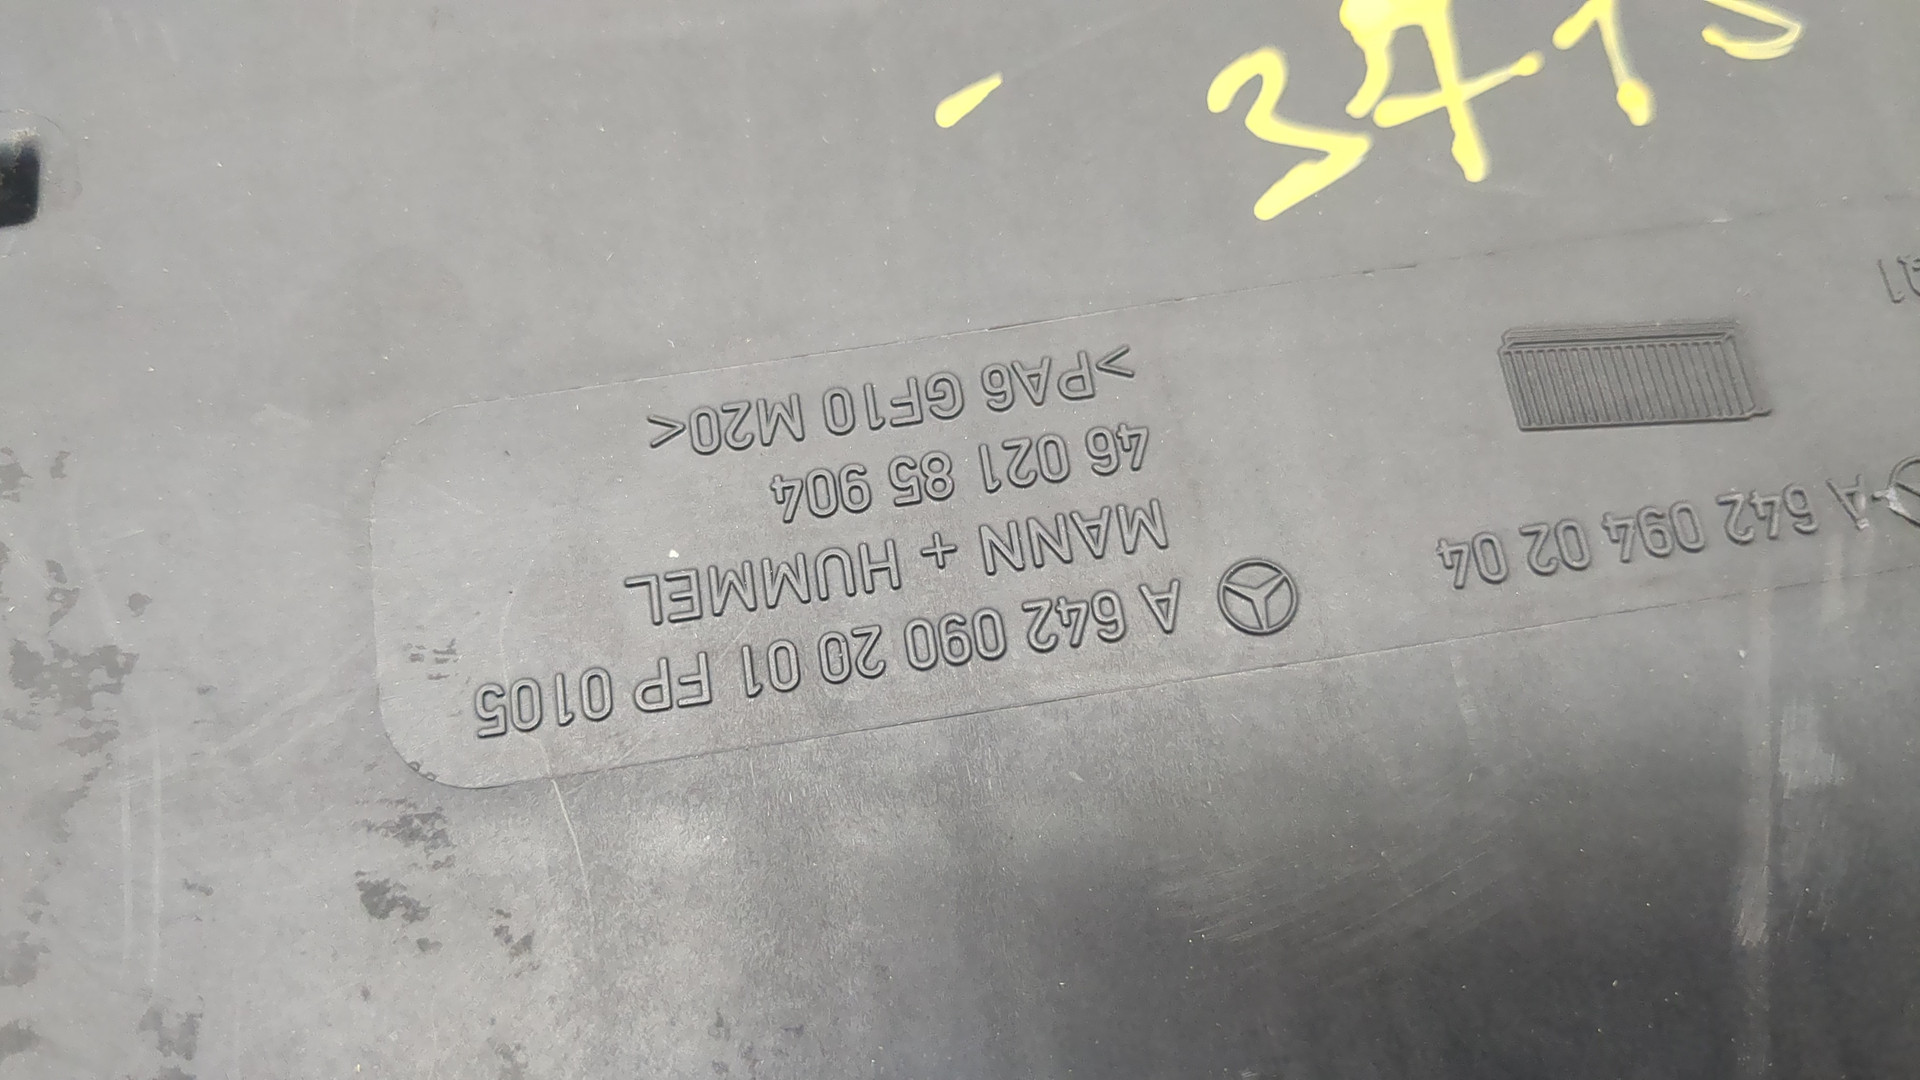 A 642 090 20 01 FP 0105
MANN + HUMMEL
46 021 85 904
>PA6 GF10 M20<
A 642 094 02 04